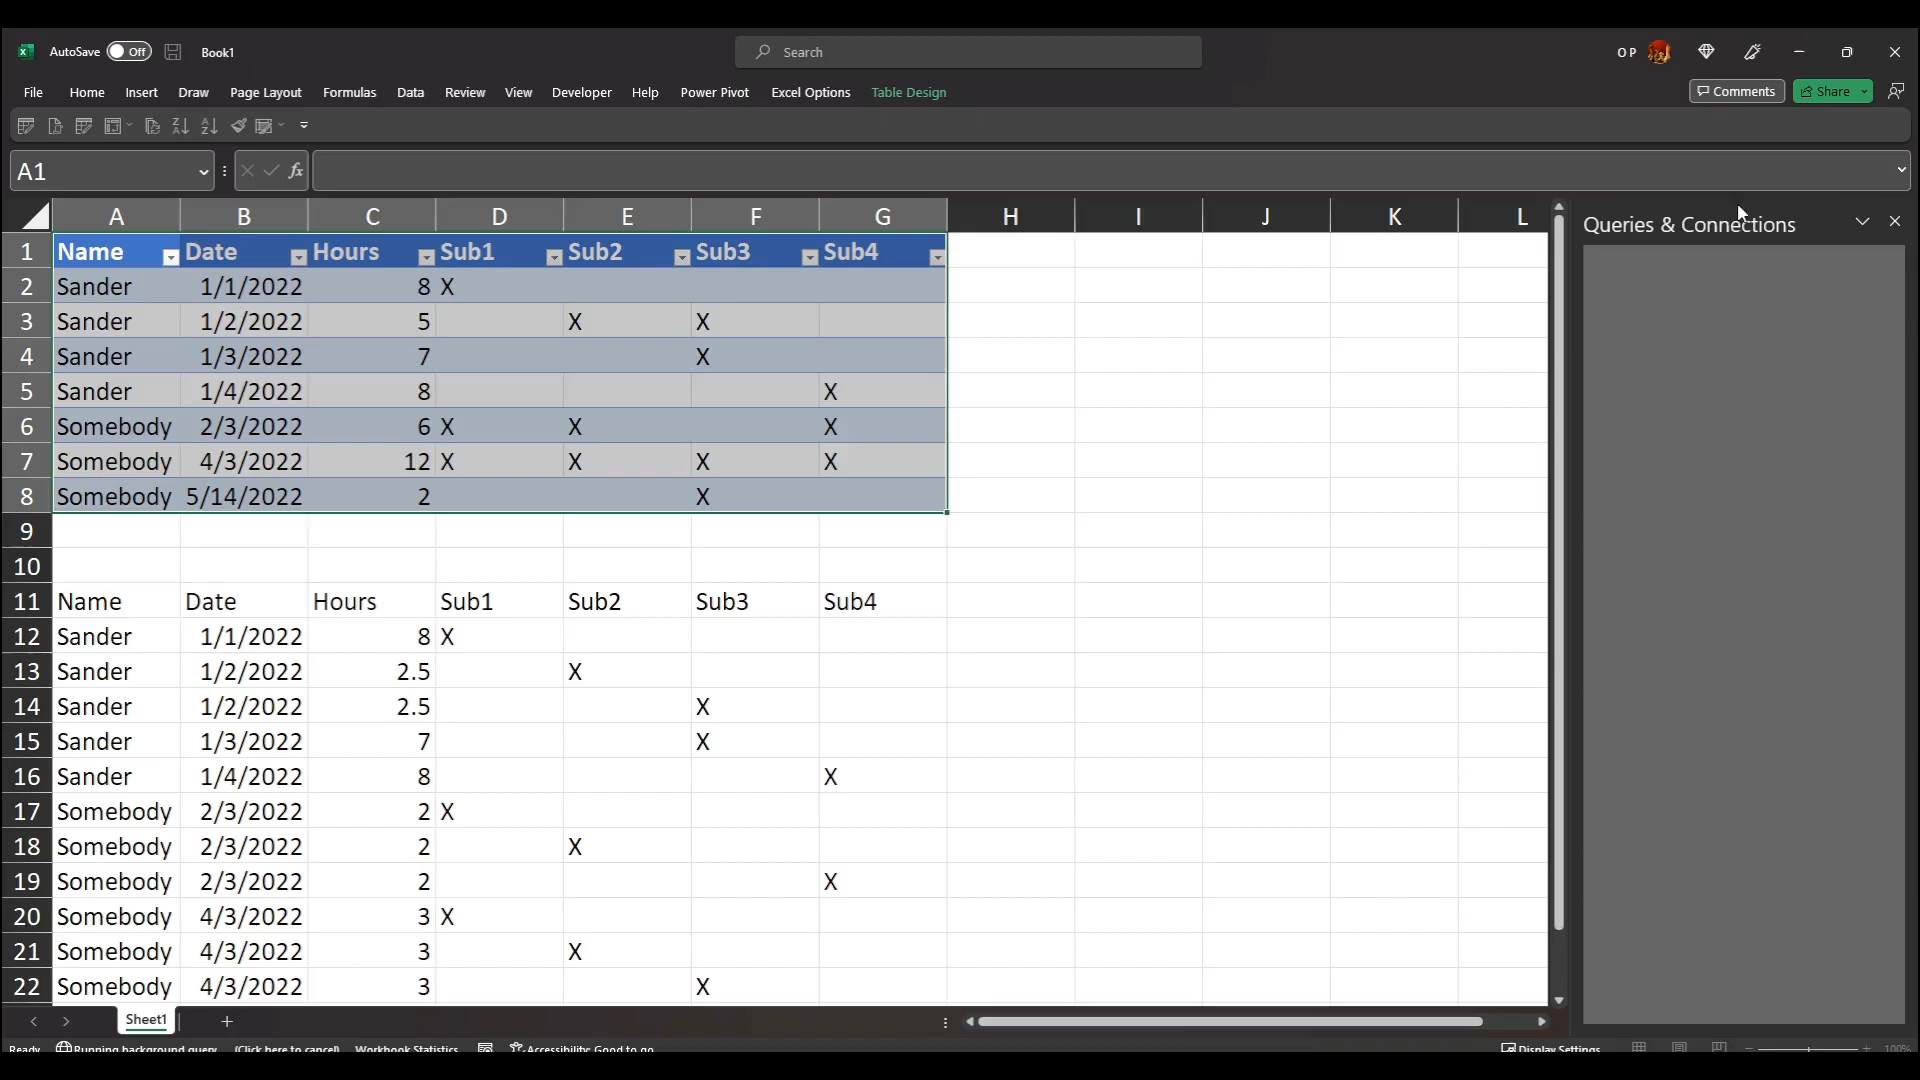 AutoSave Off Book1 Search O P
File Home Insert Draw Page Layout Formulas Data Review View Developer Help Power Pivot Excel Options Table Design Comments Share
A1 fx
A B C D E F G H I J K L Queries & Connections
1 Name Date Hours Sub1 Sub2 Sub3 Sub4
2 Sander 1/1/2022 8 X
3 Sander 1/2/2022 5 X X
4 Sander 1/3/2022 7 X
5 Sander 1/4/2022 8 X
6 Somebody 2/3/2022 6 X X X
7 Somebody 4/3/2022 12 X X X X
8 Somebody 5/14/2022 2 X
9
10
11 Name Date Hours Sub1 Sub2 Sub3 Sub4
12 Sander 1/1/2022 8 X
13 Sander 1/2/2022 2.5 X
14 Sander 1/2/2022 2.5 X
15 Sander 1/3/2022 7 X
16 Sander 1/4/2022 8 X
17 Somebody 2/3/2022 2 X
18 Somebody 2/3/2022 2 X
19 Somebody 2/3/2022 2 X
20 Somebody 4/3/2022 3 X
21 Somebody 4/3/2022 3 X
22 Somebody 4/3/2022 3 X
Sheet1
Ready Running background query (Click here to cancel) Workbook Statistics Accessibility: Good to go Display Settings 100%